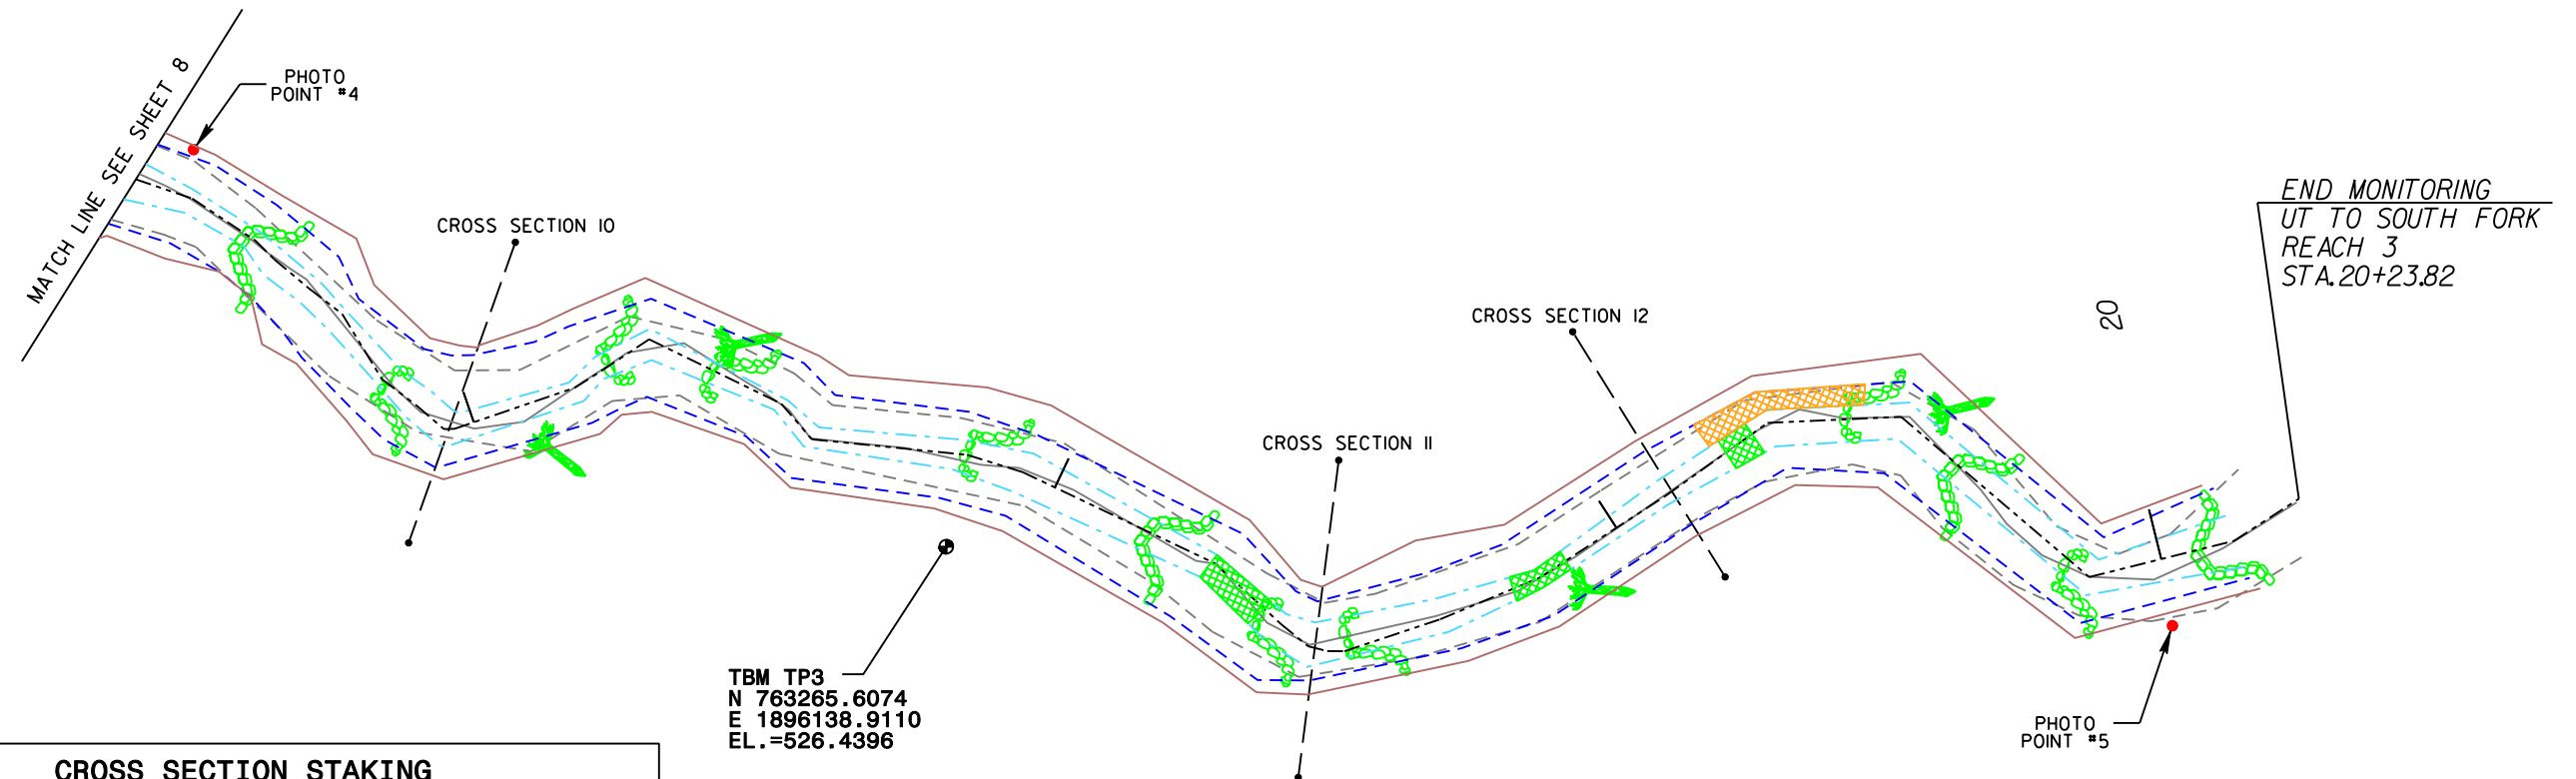 MATCH LINE SEE SHEET 8
PHOTO
POINT #4
CROSS SECTION 10
CROSS SECTION 11
CROSS SECTION 12
END MONITORING
UT TO SOUTH FORK
REACH 3
STA.20+23.82
20
TBM TP3
N 763265.6074
E 1896138.9110
EL.=526.4396
PHOTO
POINT #5
CROSS SECTION STAKING